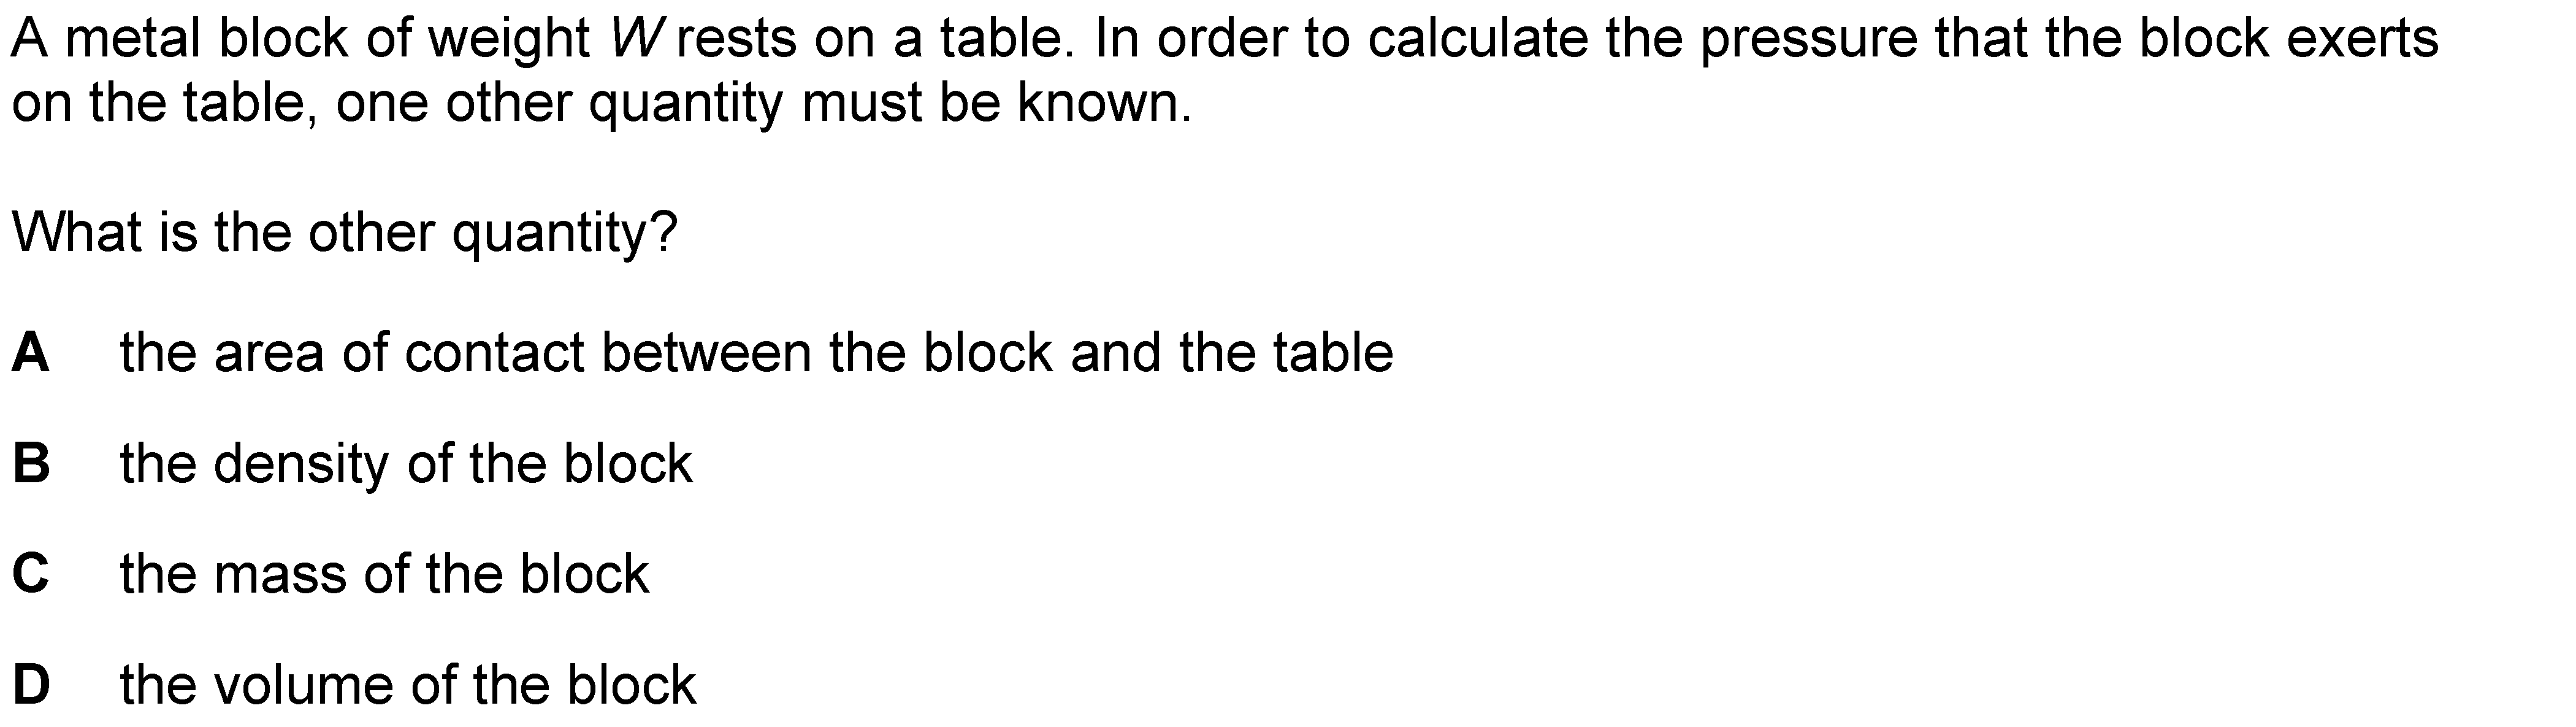 A metal block of weight W rests on a table. In order to calculate the pressure that the block exerts
on the table, one other quantity must be known.
What is the other quantity?
A the area of contact between the block and the table
B the density of the block
C the mass of the block
D the volume of the block